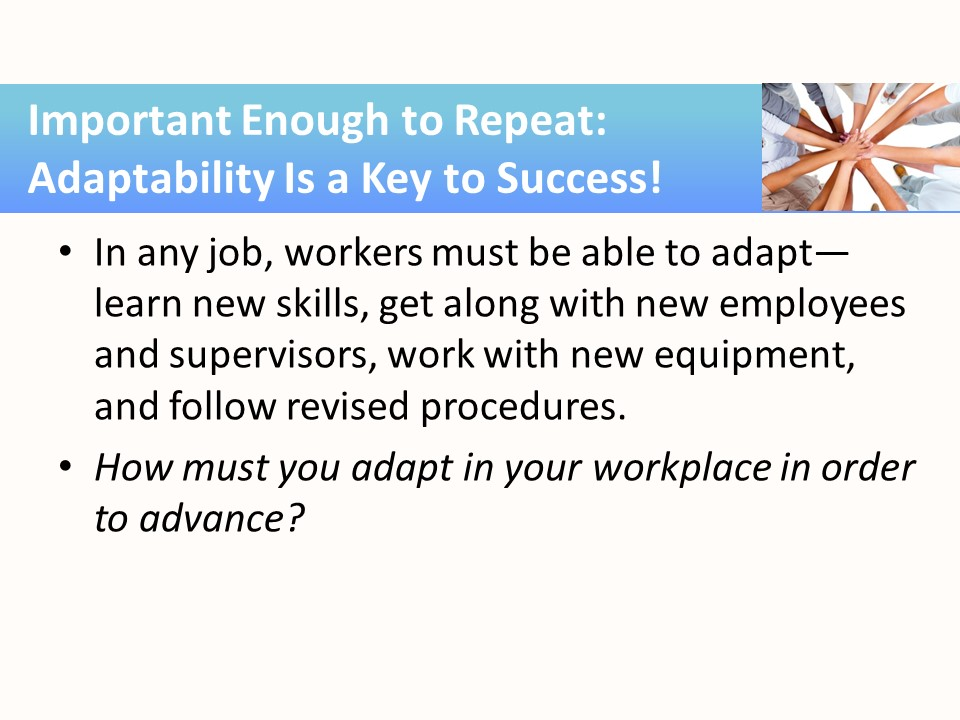 Important Enough to Repeat:
Adaptability Is a Key to Success!
• In any job, workers must be able to adapt—
learn new skills, get along with new employees
and supervisors, work with new equipment,
and follow revised procedures.
• How must you adapt in your workplace in order
to advance?